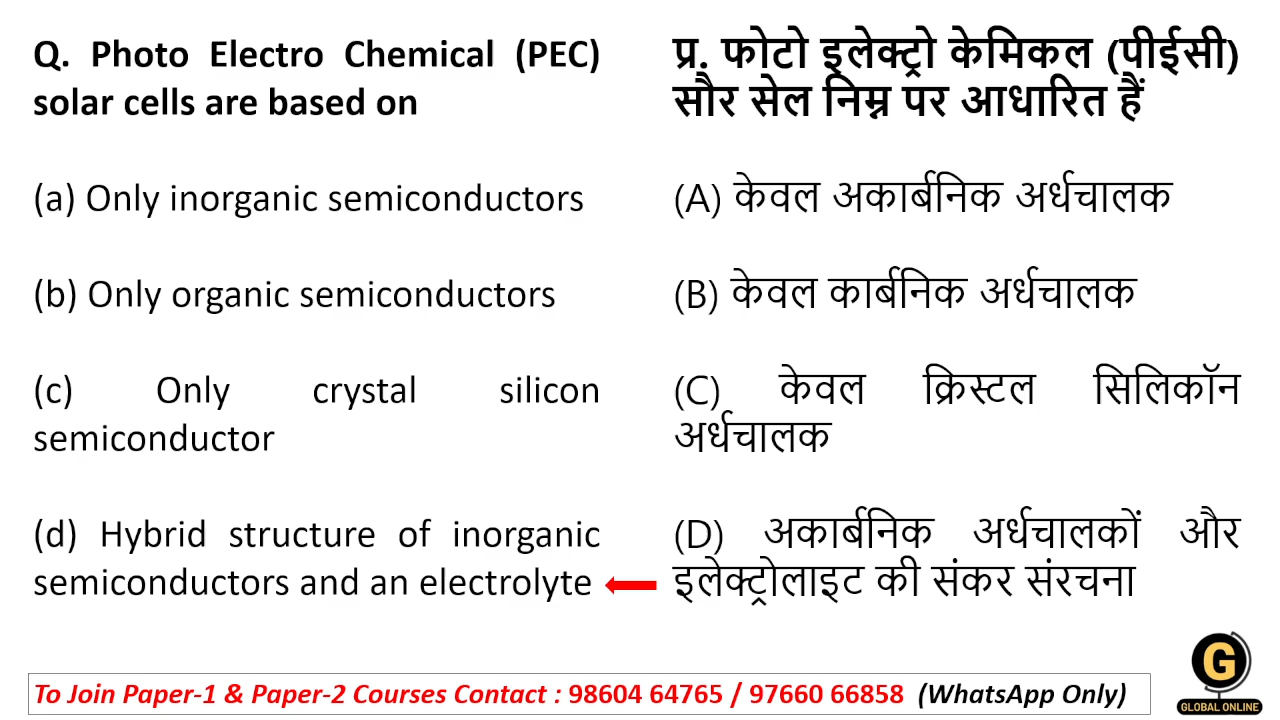 Q. Photo Electro Chemical (PEC)
solar cells are based on
(a) Only inorganic semiconductors
(b) Only organic semiconductors
(c) Only crystal silicon
semiconductor
(d) Hybrid structure of inorganic
semiconductors and an electrolyte
प्र. फोटो इलेक्ट्रो केमिकल (पीईसी)
सौर सेल निम्न पर आधारित हैं
(A) केवल अकार्बनिक अर्धचालक
(B) केवल कार्बनिक अर्धचालक
(C) केवल क्रिस्टल सिलिकॉन
अर्धचालक
(D) अकार्बनिक अर्धचालकों और
इलेक्ट्रोलाइट की संकर संरचना
To Join Paper-1 & Paper-2 Courses Contact : 98604 64765 / 97660 66858 (WhatsApp Only)
G
GLOBAL ONLINE